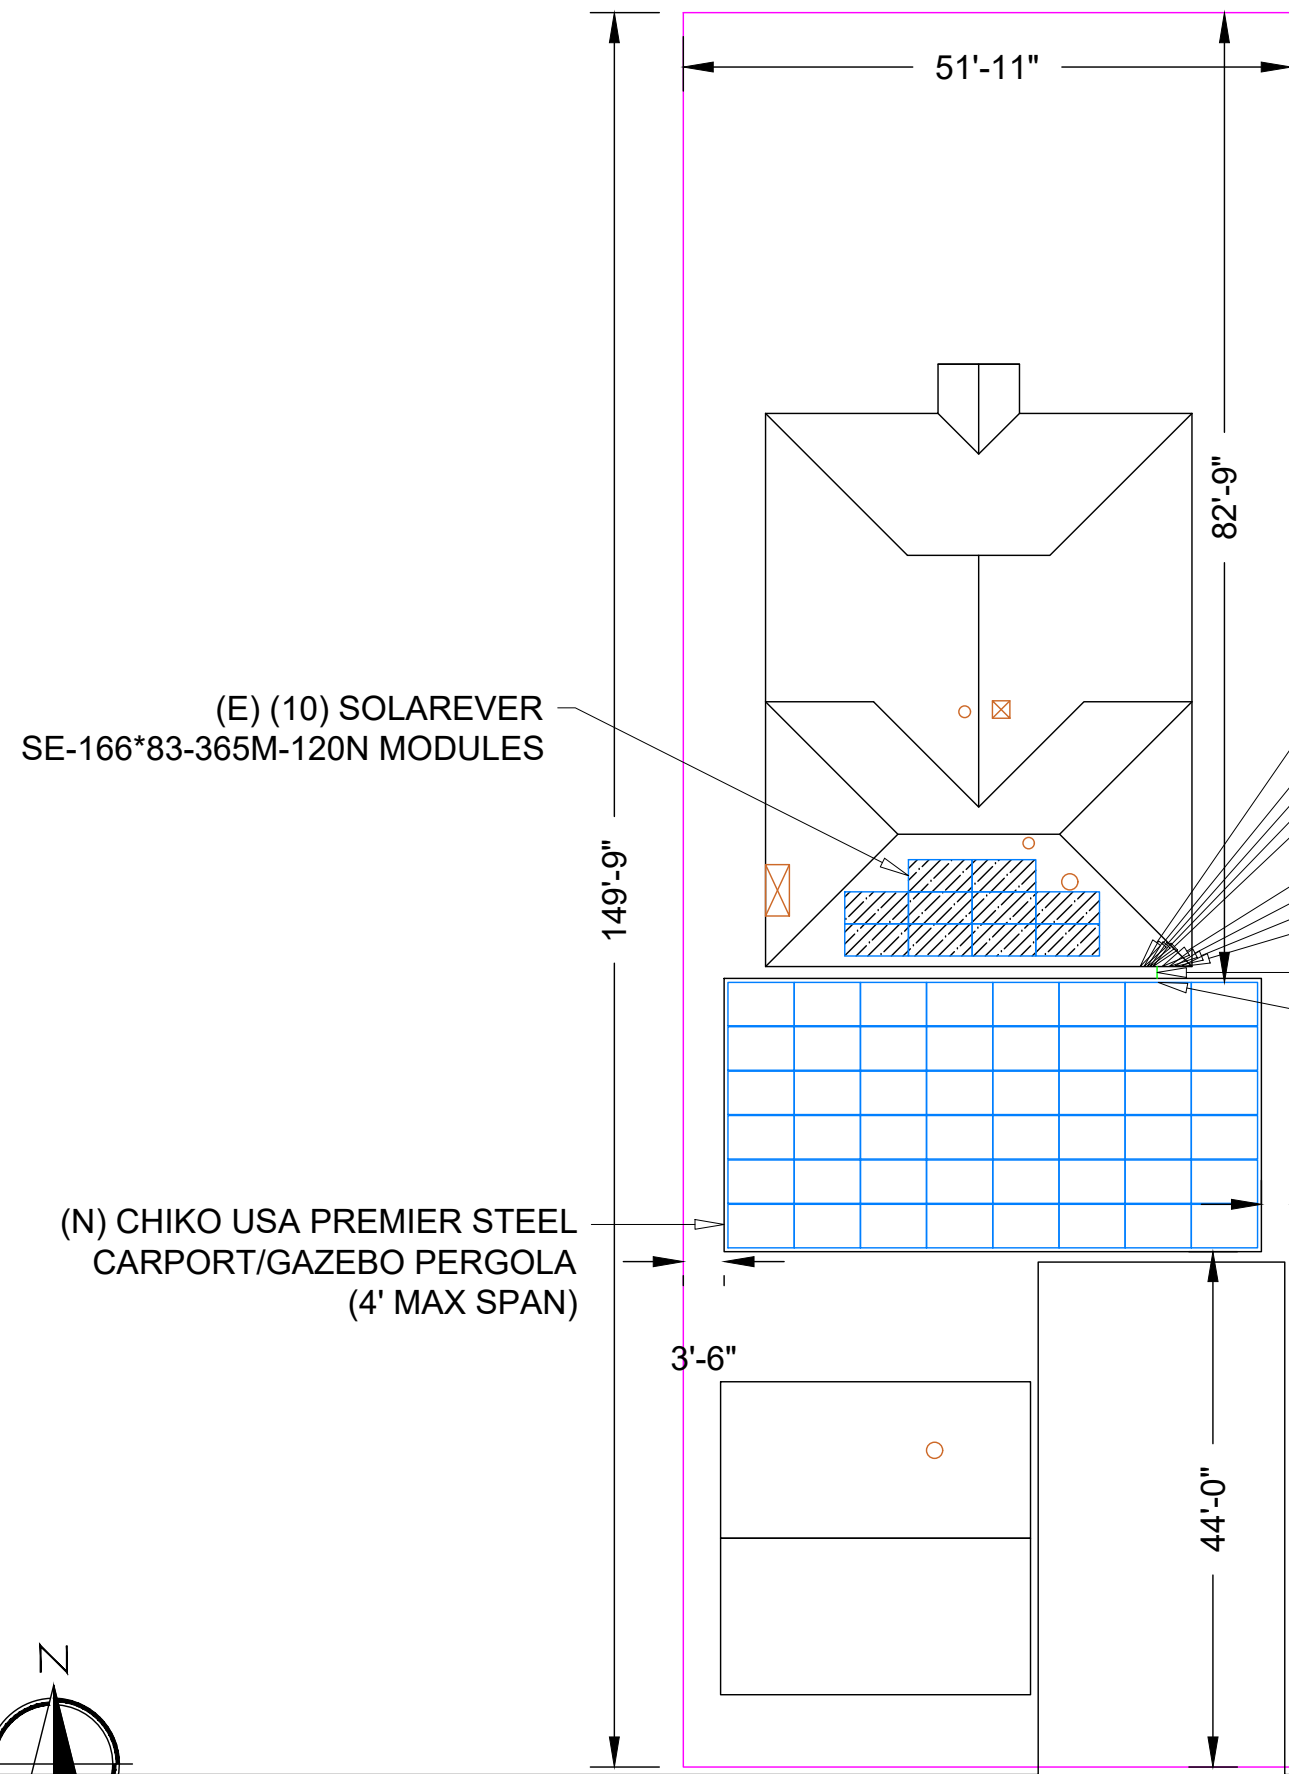 51'-11"
82'-9"
(E) (10) SOLAREVER
SE-166*83-365M-120N MODULES
149'-9"
(N) CHIKO USA PREMIER STEEL
CARPORT/GAZEBO PERGOLA
(4' MAX SPAN)
3'-6"
44'-0"
N